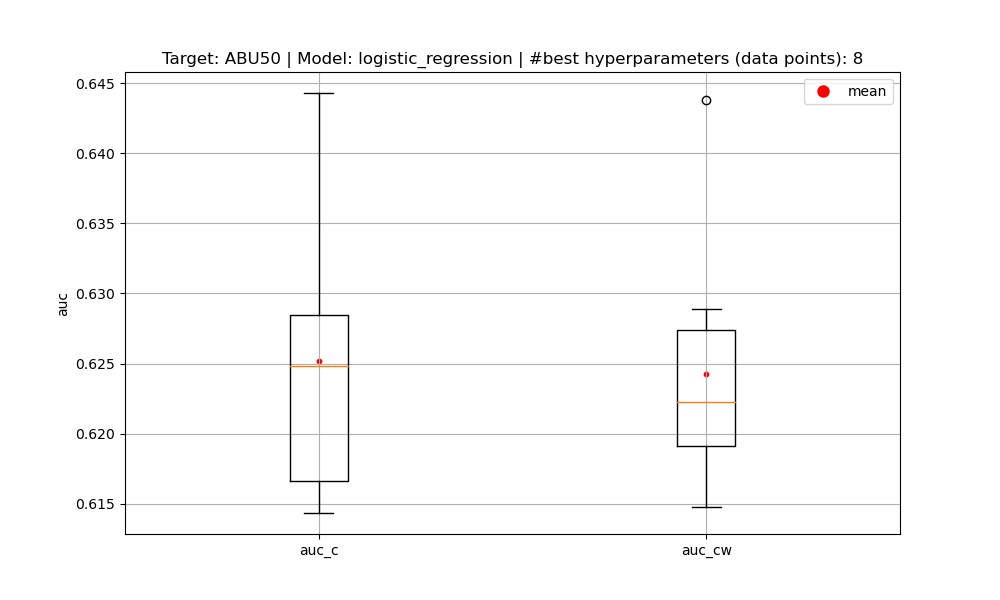 Target: ABU50 | Model: logistic_regression | #best hyperparameters (data points): 8
mean
0.645
0.640
0.635
0.630
0.625
0.620
0.615
auc
auc_c
auc_cw